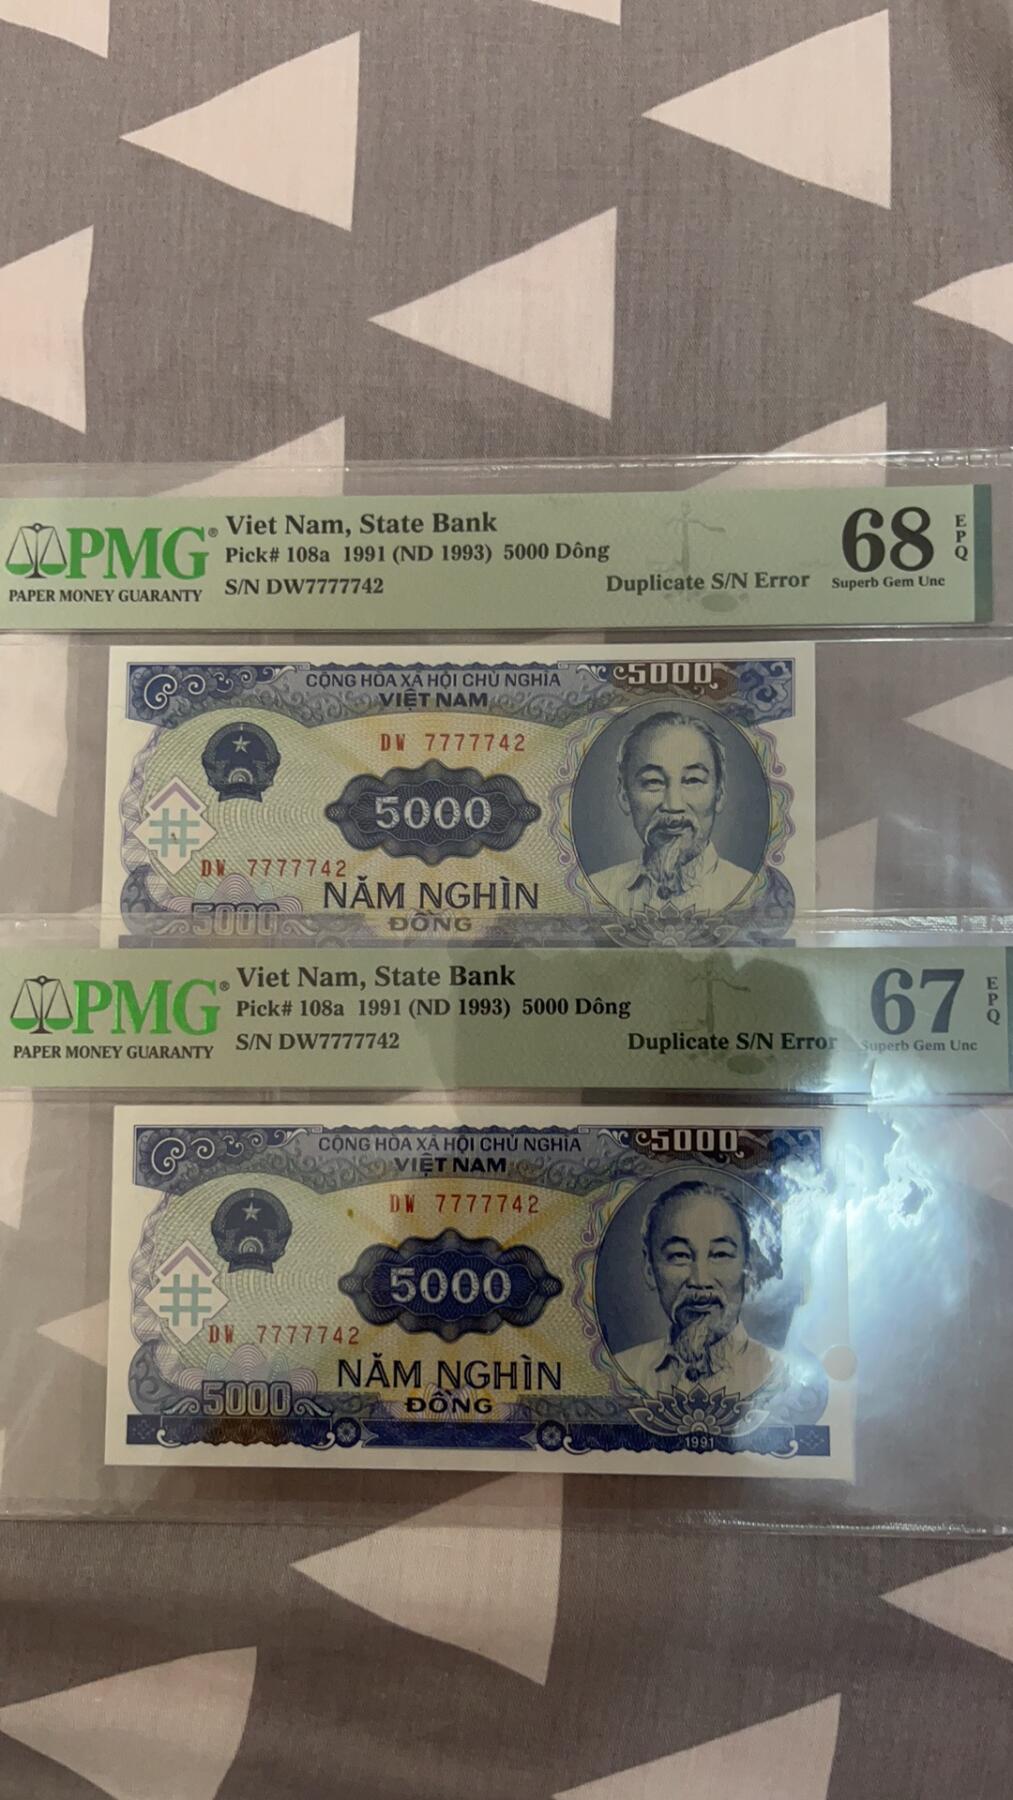 PMG®
PAPER MONEY GUARANTY
Viet Nam, State Bank
Pick# 108a 1991 (ND 1993) 5000 Dông
S/N DW7777742
Duplicate S/N Error
68
Superb Gem Unc
EPQ
CỘNG HÒA XÃ HỘI CHỦ NGHĨA
VIỆT NAM
5000
DW 7777742
5000
DW 7777742
NĂM NGHÌN
ĐỒNG
5000
PMG®
PAPER MONEY GUARANTY
Viet Nam, State Bank
Pick# 108a 1991 (ND 1993) 5000 Dông
S/N DW7777742
Duplicate S/N Error
67
Superb Gem Unc
EPQ
CỘNG HÒA XÃ HỘI CHỦ NGHĨA
VIỆT NAM
5000
DW 7777742
5000
DW 7777742
NĂM NGHÌN
ĐỒNG
5000
1991